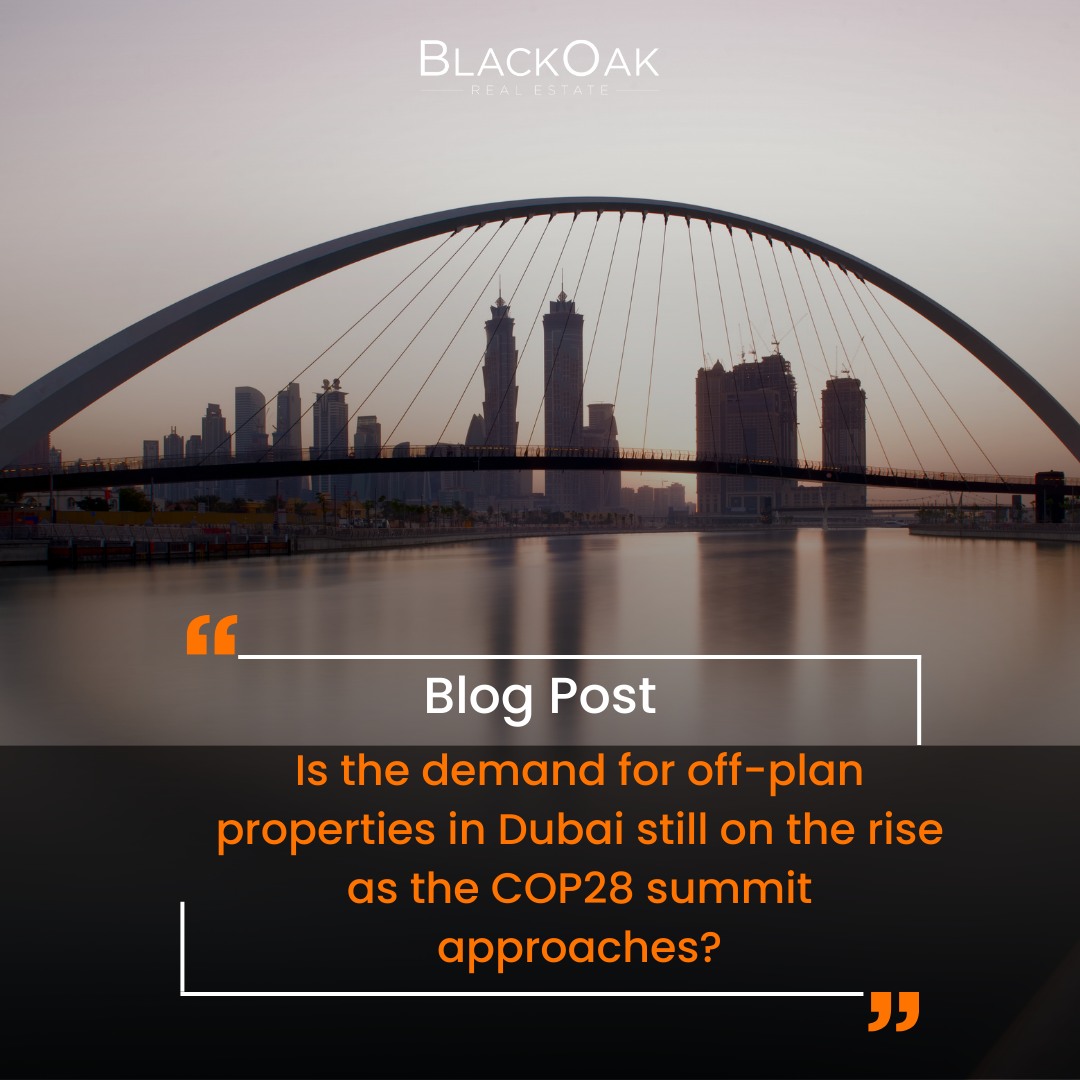 BLACKOAK
REAL ESTATE
“
Blog Post
Is the demand for off-plan
properties in Dubai still on the rise
as the COP28 summit
approaches?
”